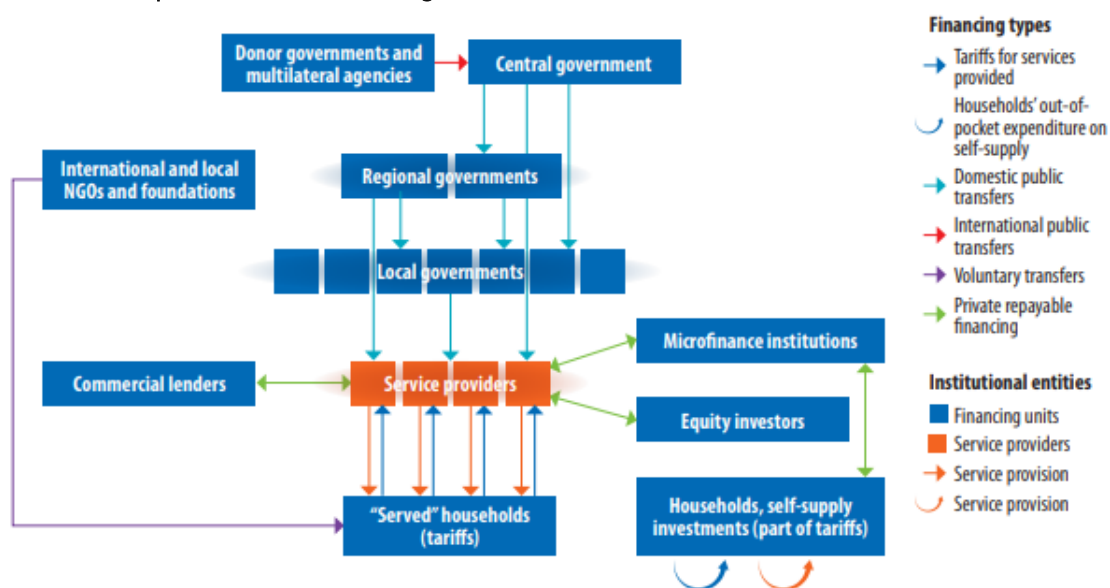 Donor governments and
multilateral agencies
Central government
International and local
NGOs and foundations
Regional governments
Local governments
Commercial lenders
Service providers
Microfinance institutions
Equity investors
"Served" households
(tariffs)
Households, self-supply
investments (part of tariffs)
Financing types
Tariffs for services
provided
Households' out-of-
pocket expenditure on
self-supply
Domestic public
transfers
International public
transfers
Voluntary transfers
Private repayable
financing
Institutional entities
Financing units
Service providers
Service provision
Service provision